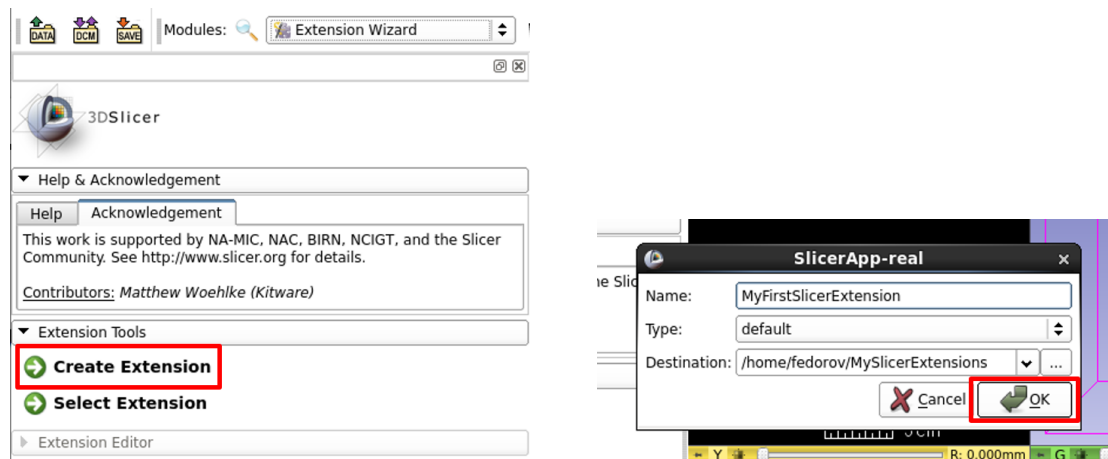 DATA DCM SAVE Modules: Extension Wizard
3DSlicer
Help & Acknowledgement
Help Acknowledgement
This work is supported by NA-MIC, NAC, BIRN, NCIGT, and the Slicer
Community. See http://www.slicer.org for details.
Contributors: Matthew Woehlke (Kitware)
Extension Tools
Create Extension
Select Extension
Extension Editor
SlicerApp-real
he Slic
Name: MyFirstSlicerExtension
Type: default
Destination: /home/fedorov/MySlicerExtensions ...
Cancel OK
Y R: 0.000mm G